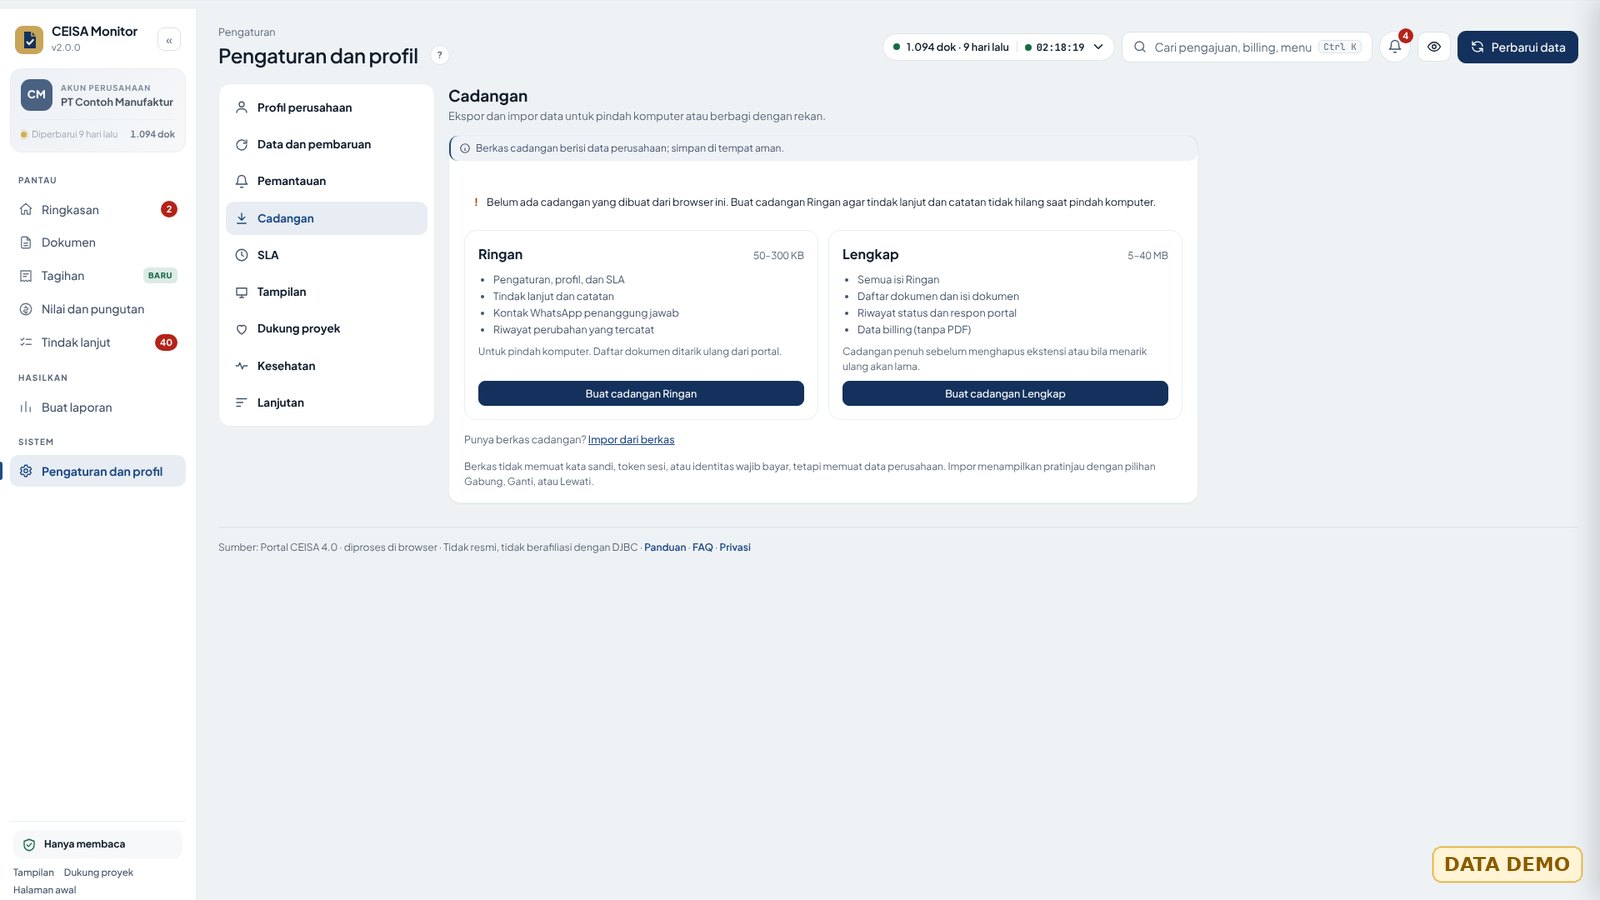 CEISA Monitor
v2.0.0
«
CM
AKUN PERUSAHAAN
PT Contoh Manufaktur
Diperbarui 9 hari lalu
1.094 dok
PANTAU
Ringkasan
2
Dokumen
Tagihan
BARU
Nilai dan pungutan
Tindak lanjut
40
HASILKAN
Buat laporan
SISTEM
Pengaturan dan profil
Hanya membaca
Tampilan
Dukung proyek
Halaman awal
Pengaturan
Pengaturan dan profil
?
1.094 dok · 9 hari lalu
02:18:19
Cari pengajuan, billing, menu
Ctrl K
4
Perbarui data
Profil perusahaan
Data dan pembaruan
Pemantauan
Cadangan
SLA
Tampilan
Dukung proyek
Kesehatan
Lanjutan
Cadangan
Ekspor dan impor data untuk pindah komputer atau berbagi dengan rekan.
Berkas cadangan berisi data perusahaan; simpan di tempat aman.
! Belum ada cadangan yang dibuat dari browser ini. Buat cadangan Ringan agar tindak lanjut dan catatan tidak hilang saat pindah komputer.
Ringan
50–300 KB
• Pengaturan, profil, dan SLA
• Tindak lanjut dan catatan
• Kontak WhatsApp penanggung jawab
• Riwayat perubahan yang tercatat
Untuk pindah komputer. Daftar dokumen ditarik ulang dari portal.
Buat cadangan Ringan
Lengkap
5–40 MB
• Semua isi Ringan
• Daftar dokumen dan isi dokumen
• Riwayat status dan respon portal
• Data billing (tanpa PDF)
Cadangan penuh sebelum menghapus ekstensi atau bila menarik
ulang akan lama.
Buat cadangan Lengkap
Punya berkas cadangan? Impor dari berkas
Berkas tidak memuat kata sandi, token sesi, atau identitas wajib bayar, tetapi memuat data perusahaan. Impor menampilkan pratinjau dengan pilihan
Gabung, Ganti, atau Lewati.
Sumber: Portal CEISA 4.0 · diproses di browser · Tidak resmi, tidak berafiliasi dengan DJBC · Panduan · FAQ · Privasi
DATA DEMO